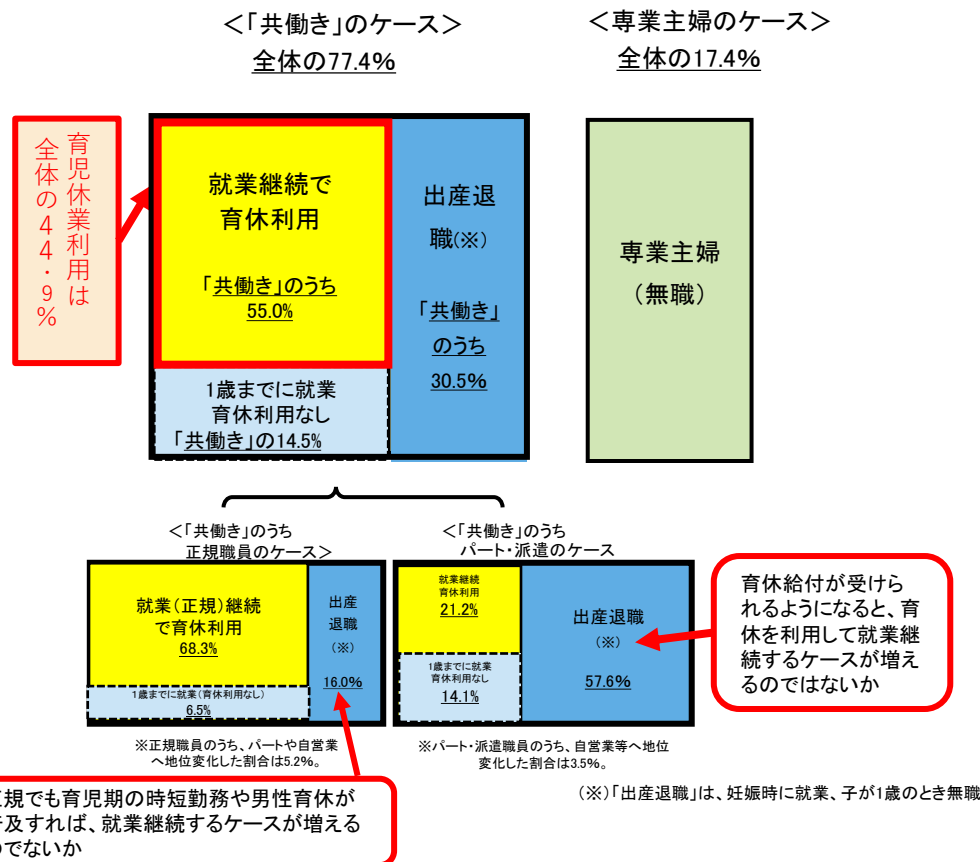 ＜「共働き」のケース＞
全体の77.4%
＜専業主婦のケース＞
全体の17.4%
育児休業利用は
全体の４４・９%
就業継続で
育休利用
「共働き」のうち
55.0%
出産退
職(※)
「共働き」
のうち
30.5%
1歳までに就業
育休利用なし
「共働き」の14.5%
専業主婦
（無職）
＜「共働き」のうち
正規職員のケース＞
＜「共働き」のうち
パート・派遣のケース
就業(正規)継続
で育休利用
68.3%
出産
退職
(※)
16.0%
1歳までに就業(育休利用なし)
6.5%
就業継続
育休利用
21.2%
1歳までに就業
育休利用なし
14.1%
出産退職
(※)
57.6%
育休給付が受けら
れるようになると、育
休を利用して就業継
続するケースが増え
るのではないか
※正規職員のうち、パートや自営業
へ地位変化した割合は5.2%。
※パート・派遣職員のうち、自営業等へ地位
変化した割合は3.5%。
(※)「出産退職」は、妊娠時に就業、子が1歳のとき無職
規でも育児期の時短勤務や男性育休が
及すれば、就業継続するケースが増える
のでないか